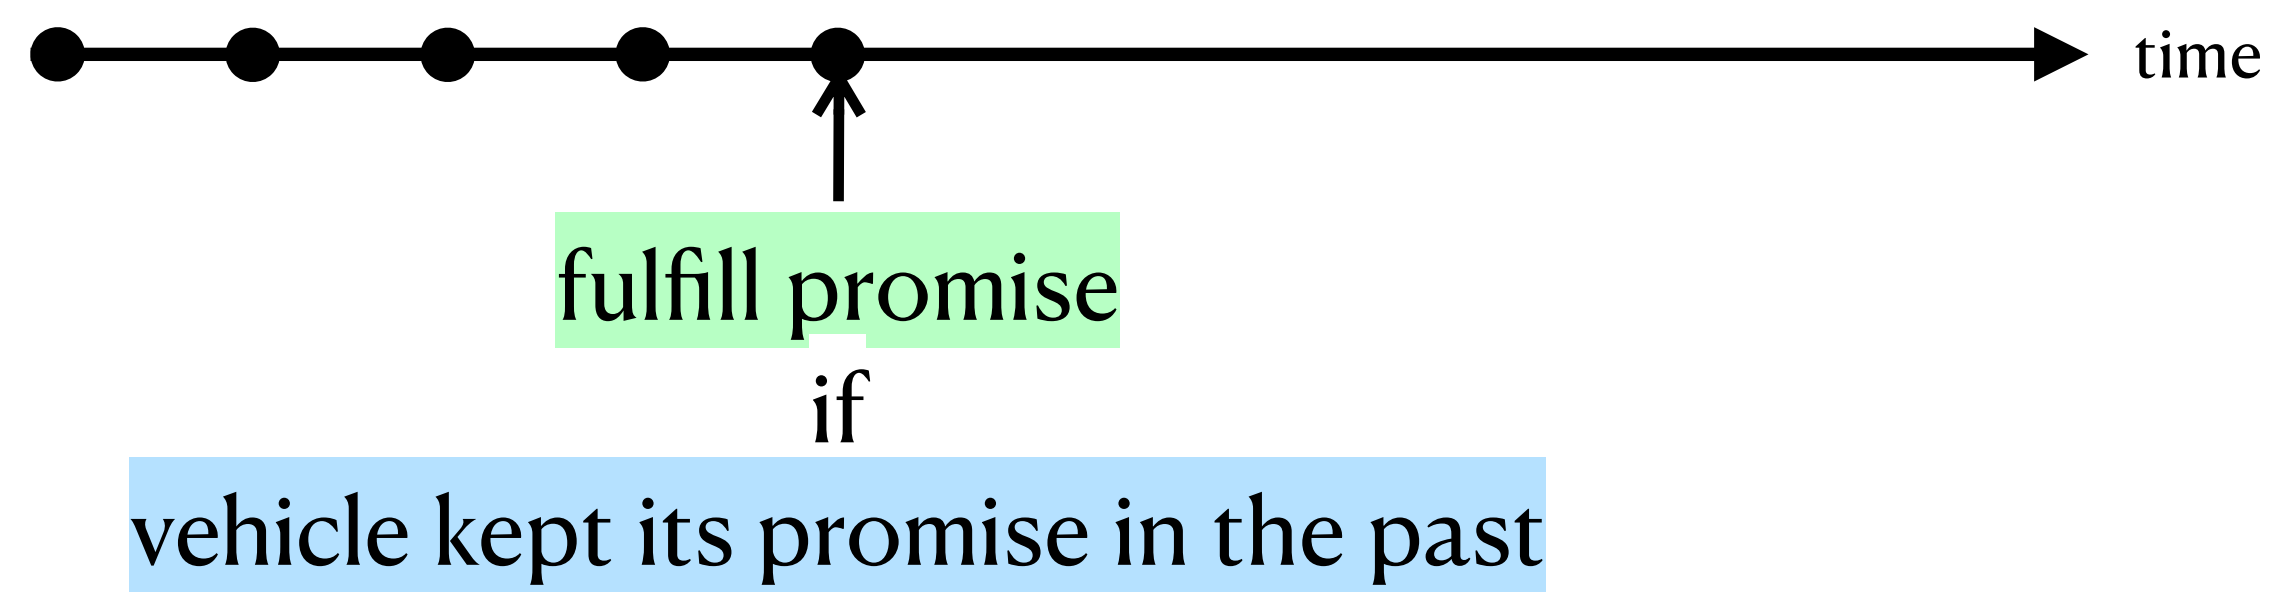 time
fulfill promise
if
vehicle kept its promise in the past